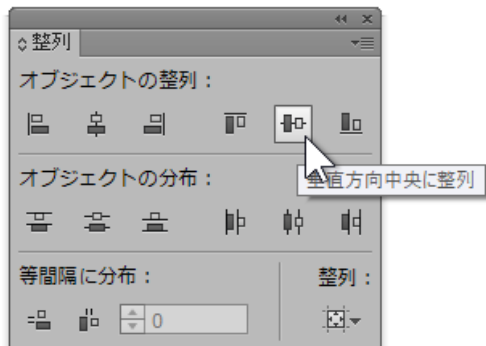 整列
オブジェクトの整列：
垂直方向中央に整列
オブジェクトの分布：
等間隔に分布：
整列：
0